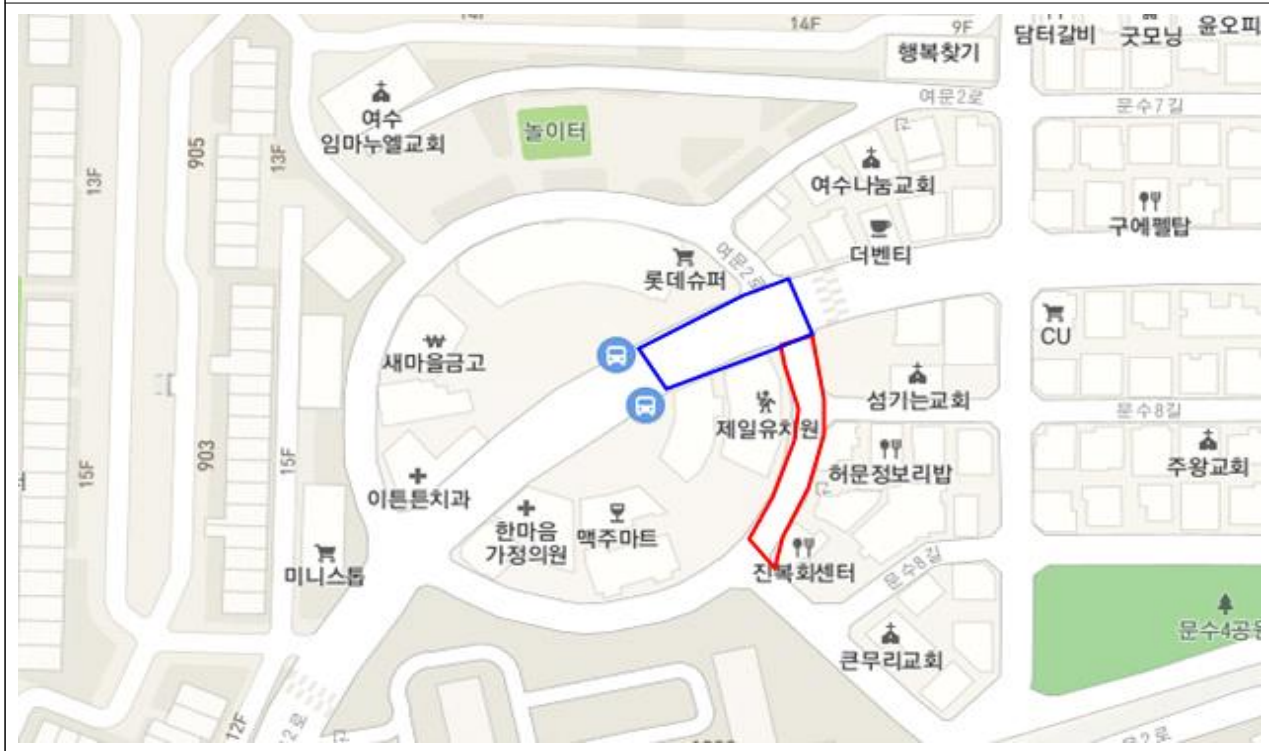 14F
9F
담터갈비
굿모닝
윤오피
행복찾기
여문2로
문수7길
여수
임마누엘교회
놀이터
905
13F
13F
여수나눔교회
구에펠탑
더벤티
여문2로
롯데슈퍼
CU
새마을금고
섬기는교회
제일유치원
문수8길
903
15F
15F
허문정보리밥
주왕교회
이튼튼치과
한마음
가정의원
맥주마트
미니스톱
진복회센터
문수8길
문수4공원
큰무리교회
12F